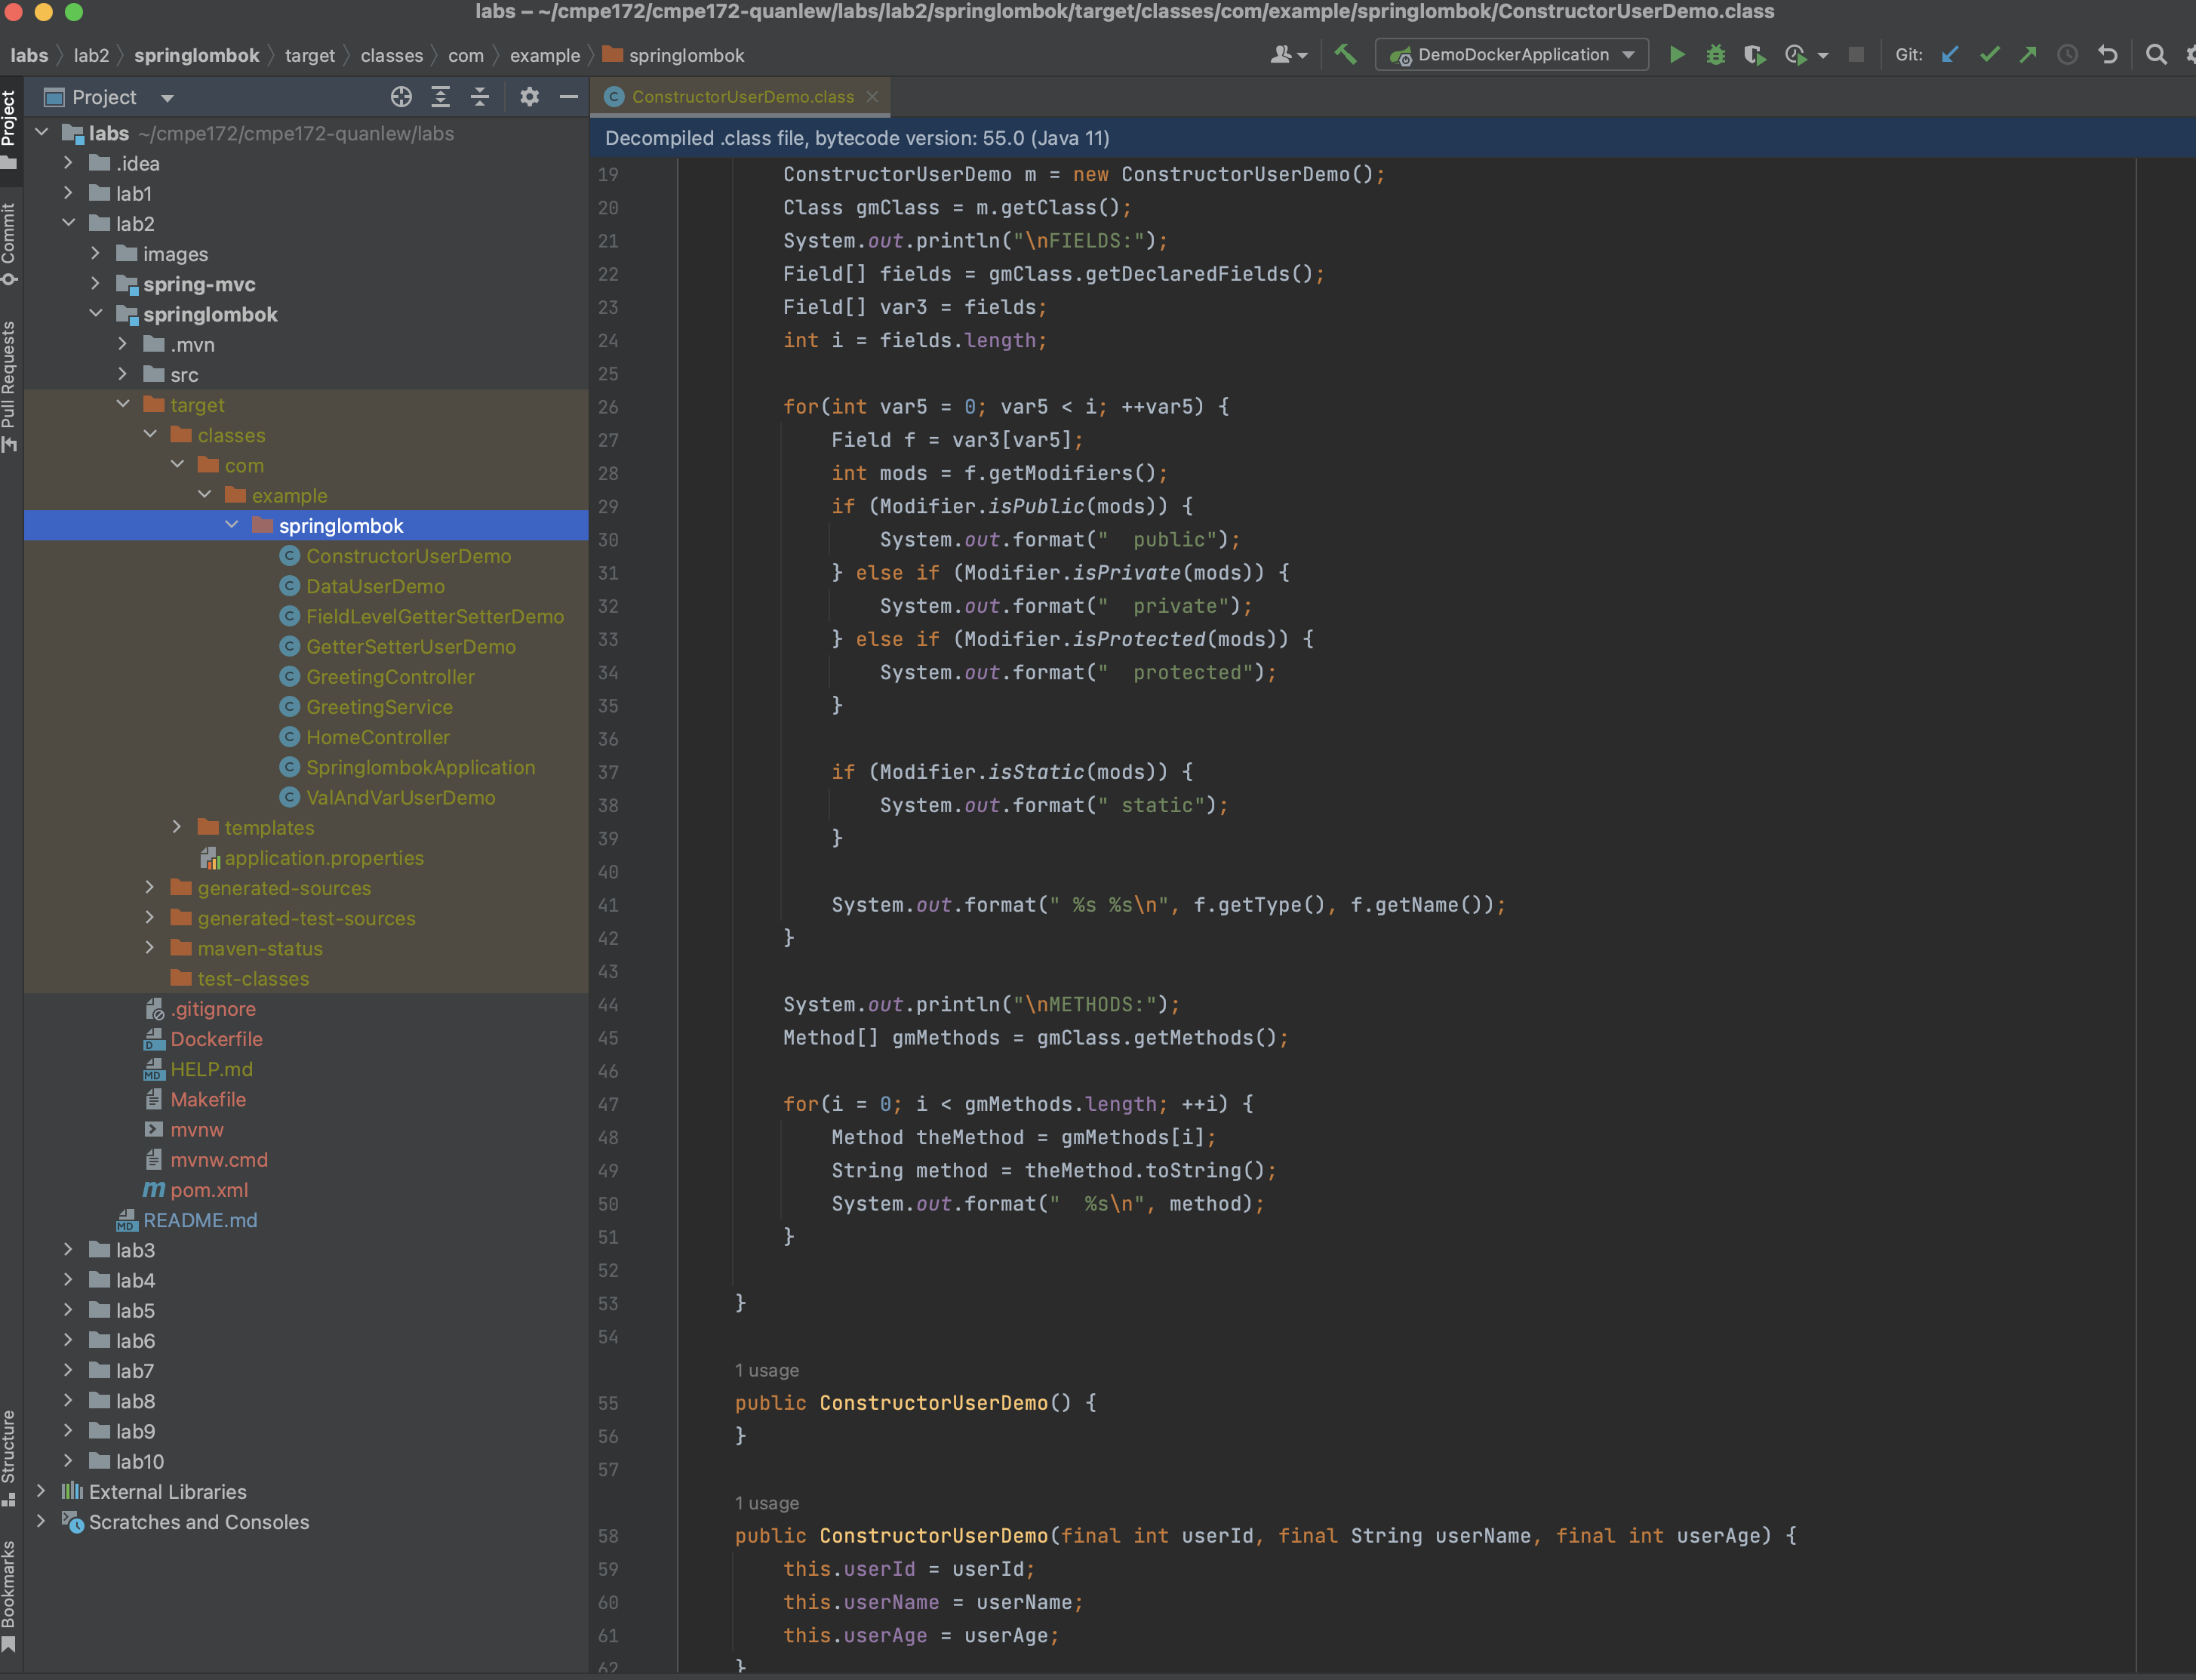 labs – ~/cmpe172/cmpe172-quanlew/labs/lab2/springlombok/target/classes/com/example/springlombok/ConstructorUserDemo.class
labs lab2 springlombok target classes com example springlombok DemoDockerApplication Git:
Project
Commit
Pull Requests
Structure
Bookmarks
Project
labs ~/cmpe172/cmpe172-quanlew/labs
.idea
lab1
lab2
images
spring-mvc
springlombok
.mvn
src
target
classes
com
example
springlombok
C ConstructorUserDemo
C DataUserDemo
C FieldLevelGetterSetterDemo
C GetterSetterUserDemo
C GreetingController
C GreetingService
C HomeController
C SpringlombokApplication
C ValAndVarUserDemo
templates
application.properties
generated-sources
generated-test-sources
maven-status
test-classes
.gitignore
D Dockerfile
MD HELP.md
Makefile
mvnw
mvnw.cmd
m pom.xml
MD README.md
lab3
lab4
lab5
lab6
lab7
lab8
lab9
lab10
External Libraries
Scratches and Consoles
C ConstructorUserDemo.class
Decompiled .class file, bytecode version: 55.0 (Java 11)
19 ConstructorUserDemo m = new ConstructorUserDemo();
20 Class gmClass = m.getClass();
21 System.out.println("\nFIELDS:");
22 Field[] fields = gmClass.getDeclaredFields();
23 Field[] var3 = fields;
24 int i = fields.length;
25
26 for(int var5 = 0; var5 < i; ++var5) {
27 Field f = var3[var5];
28 int mods = f.getModifiers();
29 if (Modifier.isPublic(mods)) {
30 System.out.format("  public");
31 } else if (Modifier.isPrivate(mods)) {
32 System.out.format("  private");
33 } else if (Modifier.isProtected(mods)) {
34 System.out.format("  protected");
35 }
36
37 if (Modifier.isStatic(mods)) {
38 System.out.format(" static");
39 }
40
41 System.out.format(" %s %s\n", f.getType(), f.getName());
42 }
43
44 System.out.println("\nMETHODS:");
45 Method[] gmMethods = gmClass.getMethods();
46
47 for(i = 0; i < gmMethods.length; ++i) {
48 Method theMethod = gmMethods[i];
49 String method = theMethod.toString();
50 System.out.format("  %s\n", method);
51 }
52
53 }
54
1 usage
55 public ConstructorUserDemo() {
56 }
57
1 usage
58 public ConstructorUserDemo(final int userId, final String userName, final int userAge) {
59 this.userId = userId;
60 this.userName = userName;
61 this.userAge = userAge;
62 }